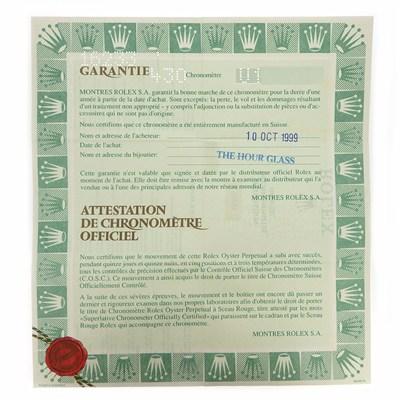 16233
GARANTIE 430 Chronomètre
MONTRES ROLEX S.A. garantit la bonne marche de ce chronomètre pour la durée d'une
année à partir de la date d'achat. Sont exceptés: la perte, le vol et les dommages résultant
d'un traitement non approprié - y compris l'adjonction ou la substitution de pièces ou d'ac-
cessoires qui ne sont pas d'origine.
Nous certifions que ce chronomètre a été entièrement manufacturé en Suisse.
Nom et adresse de l'acheteur:
Date de l'achat: 10 OCT 1999
Nom et adresse du bijoutier: THE HOUR GLASS
Cette garantie n'est valable que signée et datée par le distributeur officiel Rolex au
moment de l'achat. Elle doit être remise avec la montre à examiner au distributeur qui l'a
vendue ou à l'une des principales adresses de notre réseau mondial.
MONTRES ROLEX S.A.
ROLEX
ATTESTATION
DE CHRONOMÈTRE
OFFICIEL
Nous certifions que le mouvement de cette Rolex Oyster Perpetual a subi avec succès,
pendant quinze jours et quinze nuits, en cinq positions et à trois températures déterminées,
tous les contrôles de précision effectués par le Contrôle Officiel Suisse des Chronomètres
(C.O.S.C.). Ce mouvement a ainsi acquis le droit de porter le titre de Chronomètre Suisse
Officiellement Contrôlé.
A la suite de ces sévères épreuves, le mouvement et le boîtier ont encore dû passer un
dernier et rigoureux examen dans nos propres laboratoires afin d'obtenir le droit de porter
le titre de Chronomètre Rolex Oyster Perpetual à Sceau Rouge, titre attesté par les mots
«Superlative Chronometer Officially Certified» qui paraissent sur le cadran et par le Sceau
Rouge Rolex qui accompagne ce chronomètre.
MONTRES ROLEX S.A.